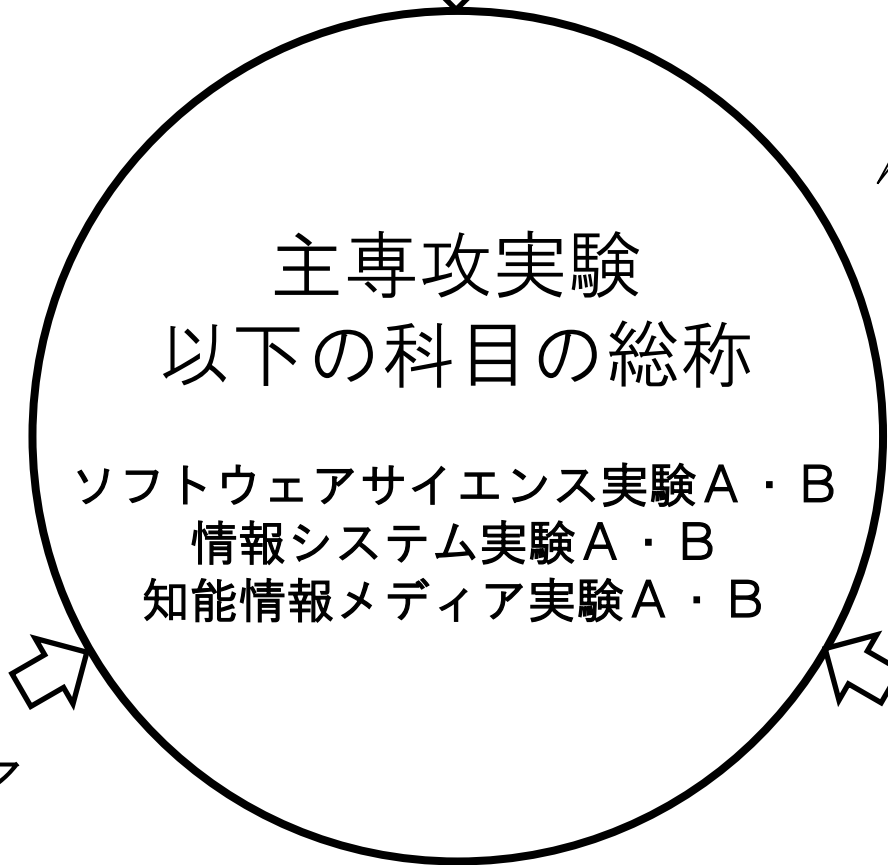 主専攻実験
以下の科目の総称
ソフトウェアサイエンス実験Ａ・Ｂ
情報システム実験Ａ・Ｂ
知能情報メディア実験Ａ・Ｂ